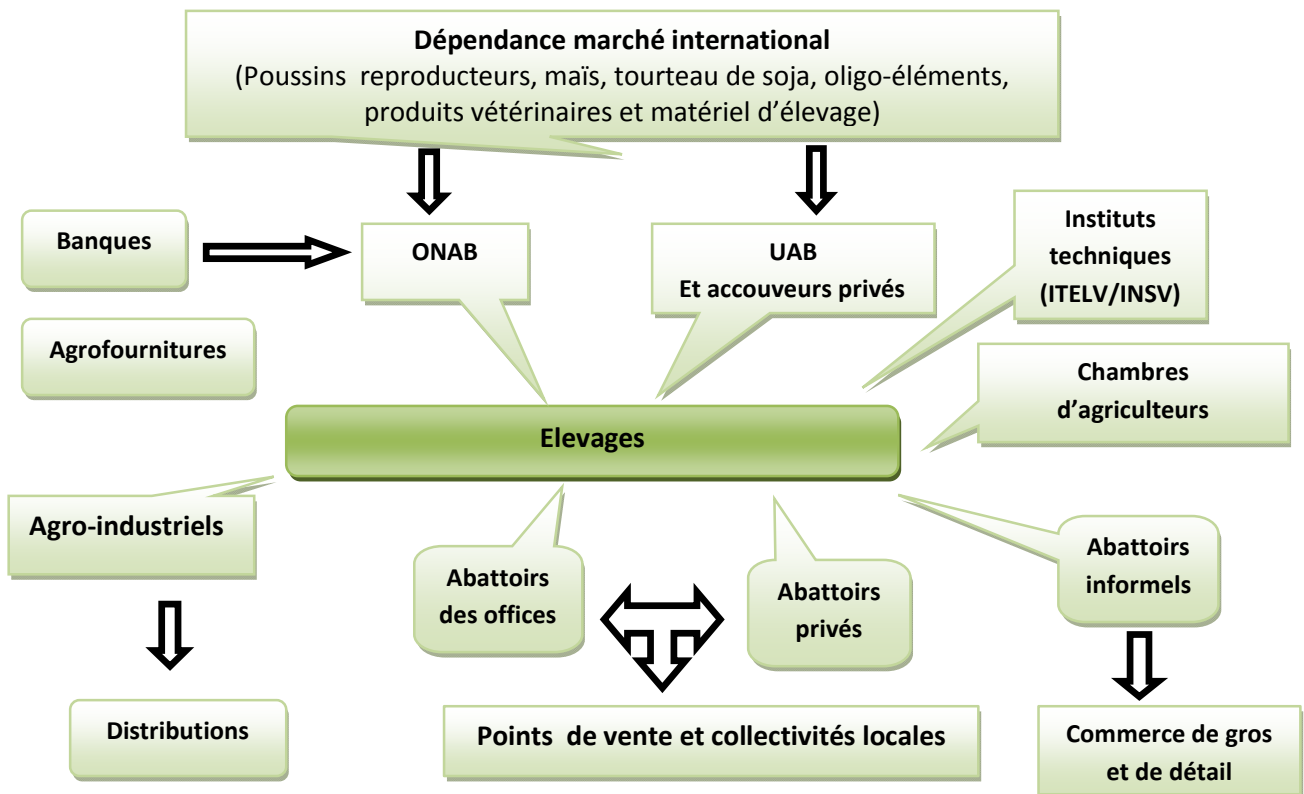 Dépendance marché international
(Poussins reproducteurs, maïs, tourteau de soja, oligo-éléments,
produits vétérinaires et matériel d'élevage)
Banques
ONAB
UAB
Et accouveurs privés
Instituts
techniques
(ITELV/INSV)
Agrofournitures
Chambres
d'agriculteurs
Elevages
Agro-industriels
Abattoirs
des offices
Abattoirs
privés
Abattoirs
informels
Distributions
Points de vente et collectivités locales
Commerce de gros
et de détail